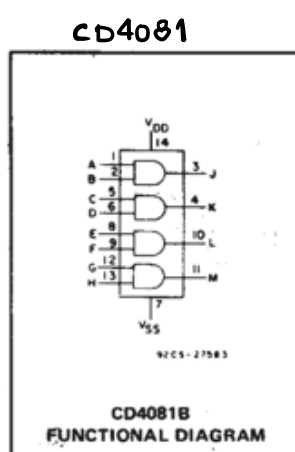 CD4081
VDD
14
A 1
B 2
3 J
C 5
D 6
4 K
E 8
F 9
10 L
G 12
H 13
11 M
7
VSS
92CS-27583
CD4081B
FUNCTIONAL DIAGRAM